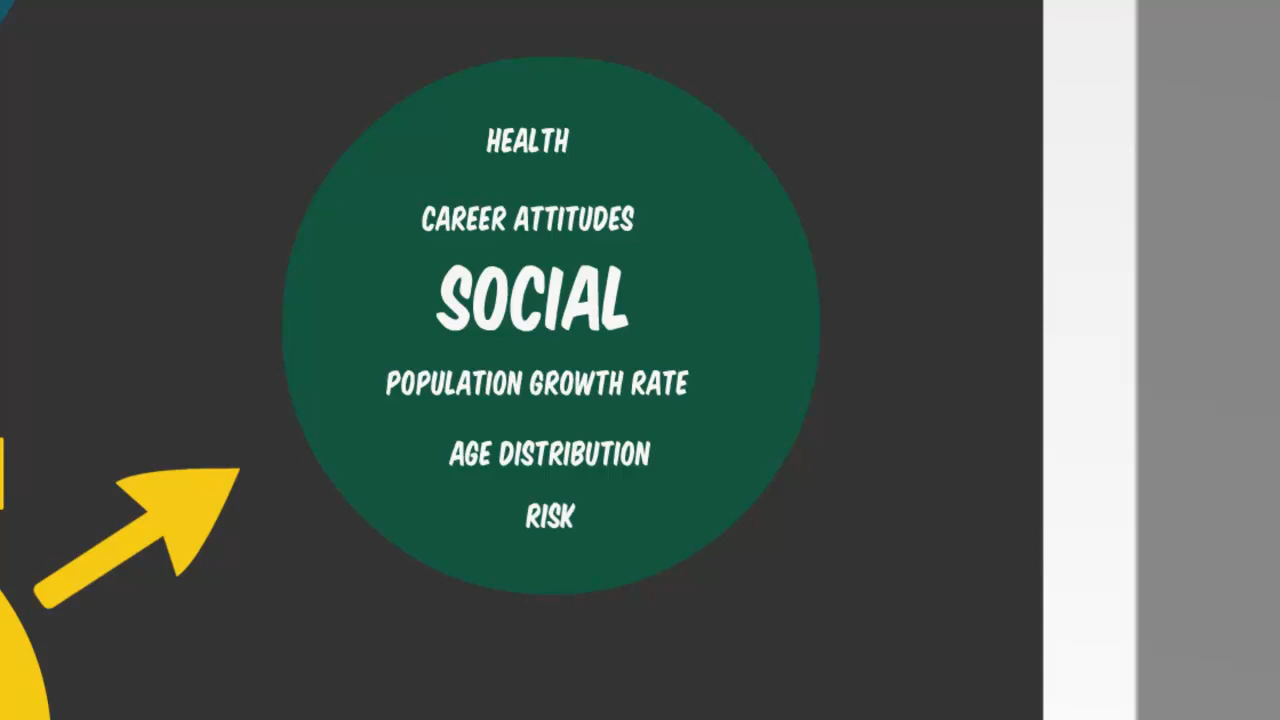 HEALTH
CAREER ATTITUDES
SOCIAL
POPULATION GROWTH RATE
AGE DISTRIBUTION
RISK